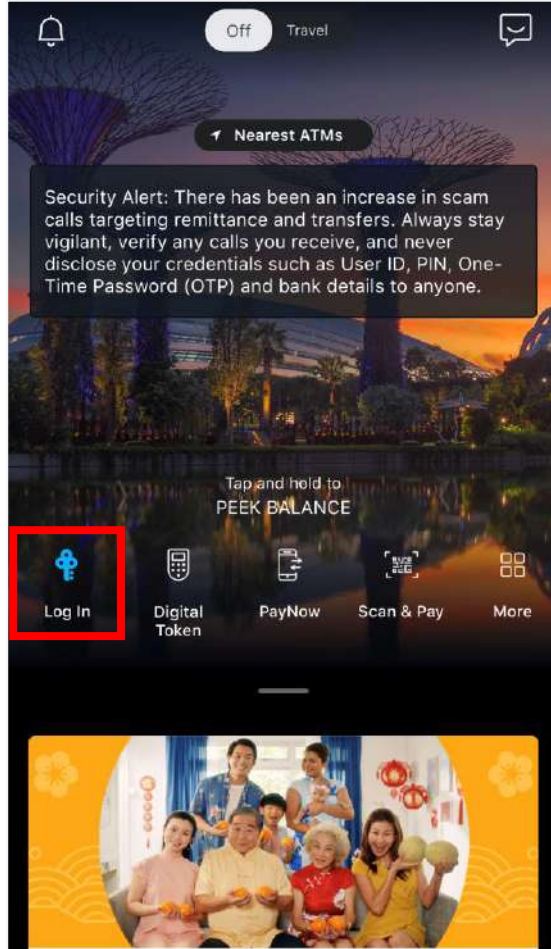 Off Travel
Nearest ATMs
Security Alert: There has been an increase in scam
calls targeting remittance and transfers. Always stay
vigilant, verify any calls you receive, and never
disclose your credentials such as User ID, PIN, One-
Time Password (OTP) and bank details to anyone.
Tap and hold to
PEEK BALANCE
Log In
Digital
Token
PayNow
Scan & Pay
More